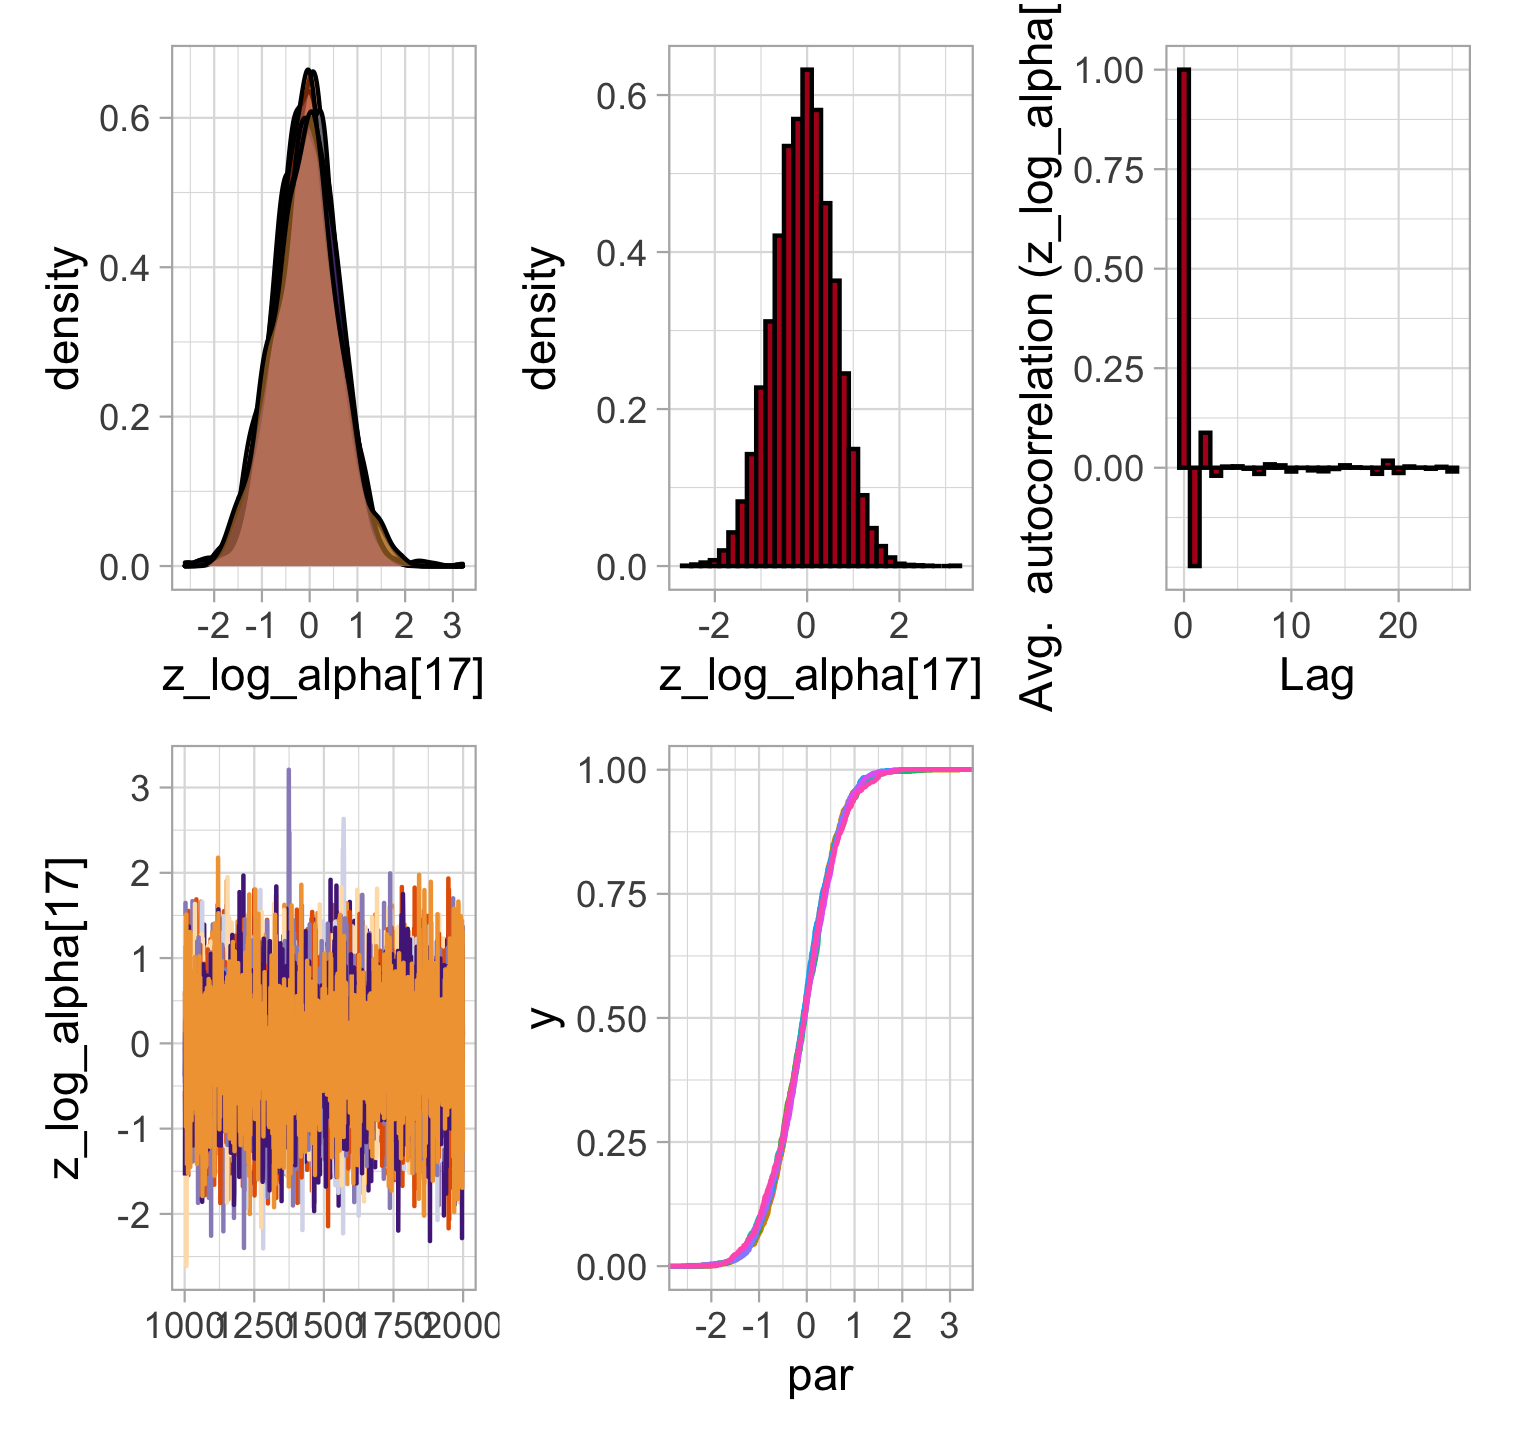 density
0.6
0.4
0.2
0.0
-2 -1 0 1 2 3
z_log_alpha[17]
density
0.6
0.4
0.2
0.0
-2 0 2
z_log_alpha[17]
Avg. autocorrelation (z_log_alpha[
1.00
0.75
0.50
0.25
0.00
0 10 20
Lag
z_log_alpha[17]
3
2
1
0
-1
-2
1000 1250 1500 1750 2000
y
1.00
0.75
0.50
0.25
0.00
-2 -1 0 1 2 3
par